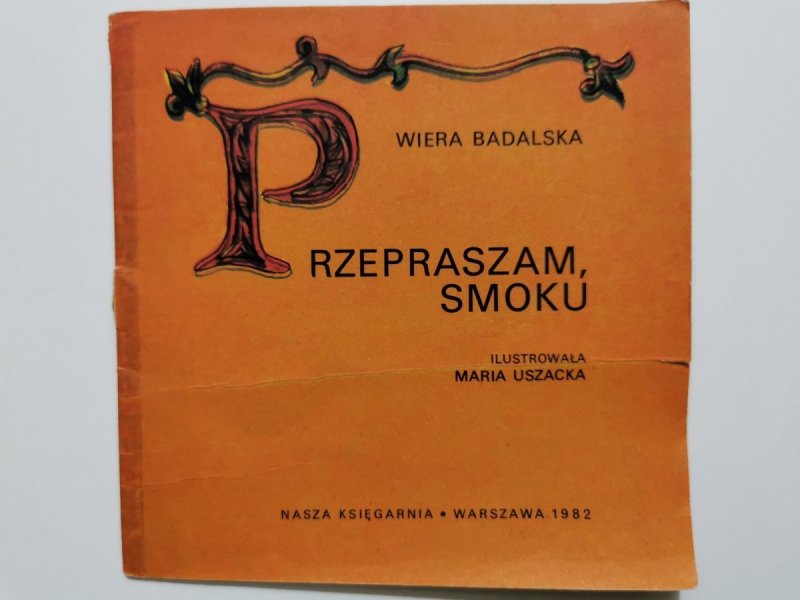 WIERA BADALSKA
PRZEPRASZAM,
SMOKU
ILUSTROWAŁA
MARIA USZACKA
NASZA KSIĘGARNIA • WARSZAWA 1982